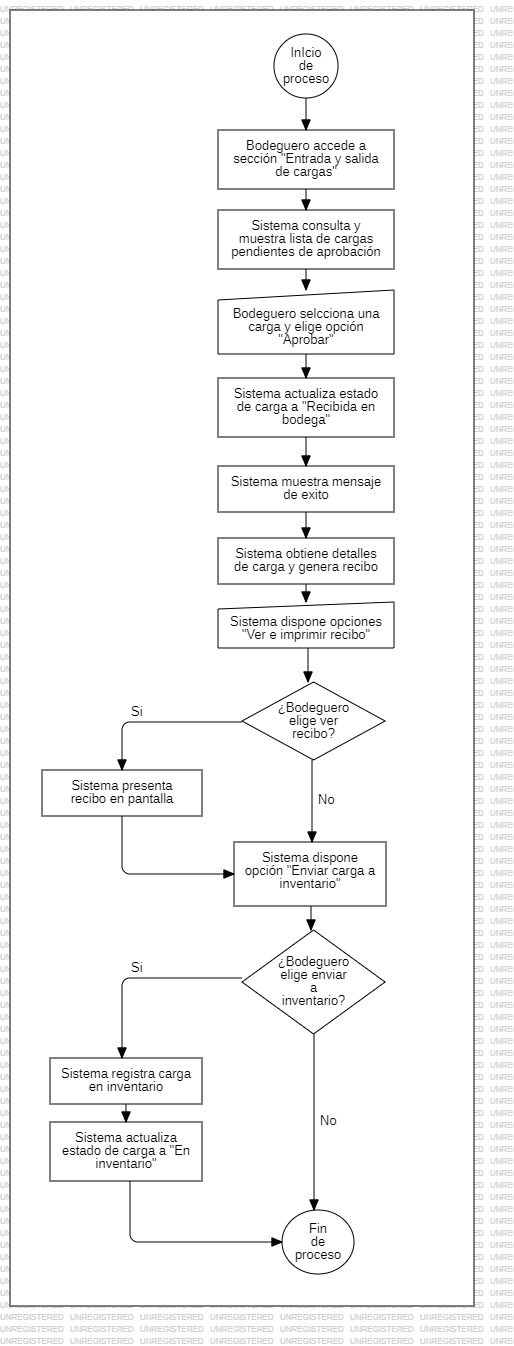 InIcio
de
proceso
Bodeguero accede a
sección "Entrada y salida
de cargas"
Sistema consulta y
muestra lista de cargas
pendientes de aprobación
Bodeguero selcciona una
carga y elige opción
"Aprobar"
Sistema actualiza estado
de carga a "Recibida en
bodega"
Sistema muestra mensaje
de exito
Sistema obtiene detalles
de carga y genera recibo
Sistema dispone opciones
"Ver e imprimir recibo"
¿Bodeguero
elige ver
recibo?
Si
Sistema presenta
recibo en pantalla
No
Sistema dispone
opción "Enviar carga a
inventario"
¿Bodeguero
elige enviar
a
inventario?
Si
Sistema registra carga
en inventario
No
Sistema actualiza
estado de carga a "En
inventario"
Fin
de
proceso
UNREGISTERED UNREGISTERED UNREGISTERED UNREGISTERED UNREGISTERED UNREGISTERED UNREGISTERED